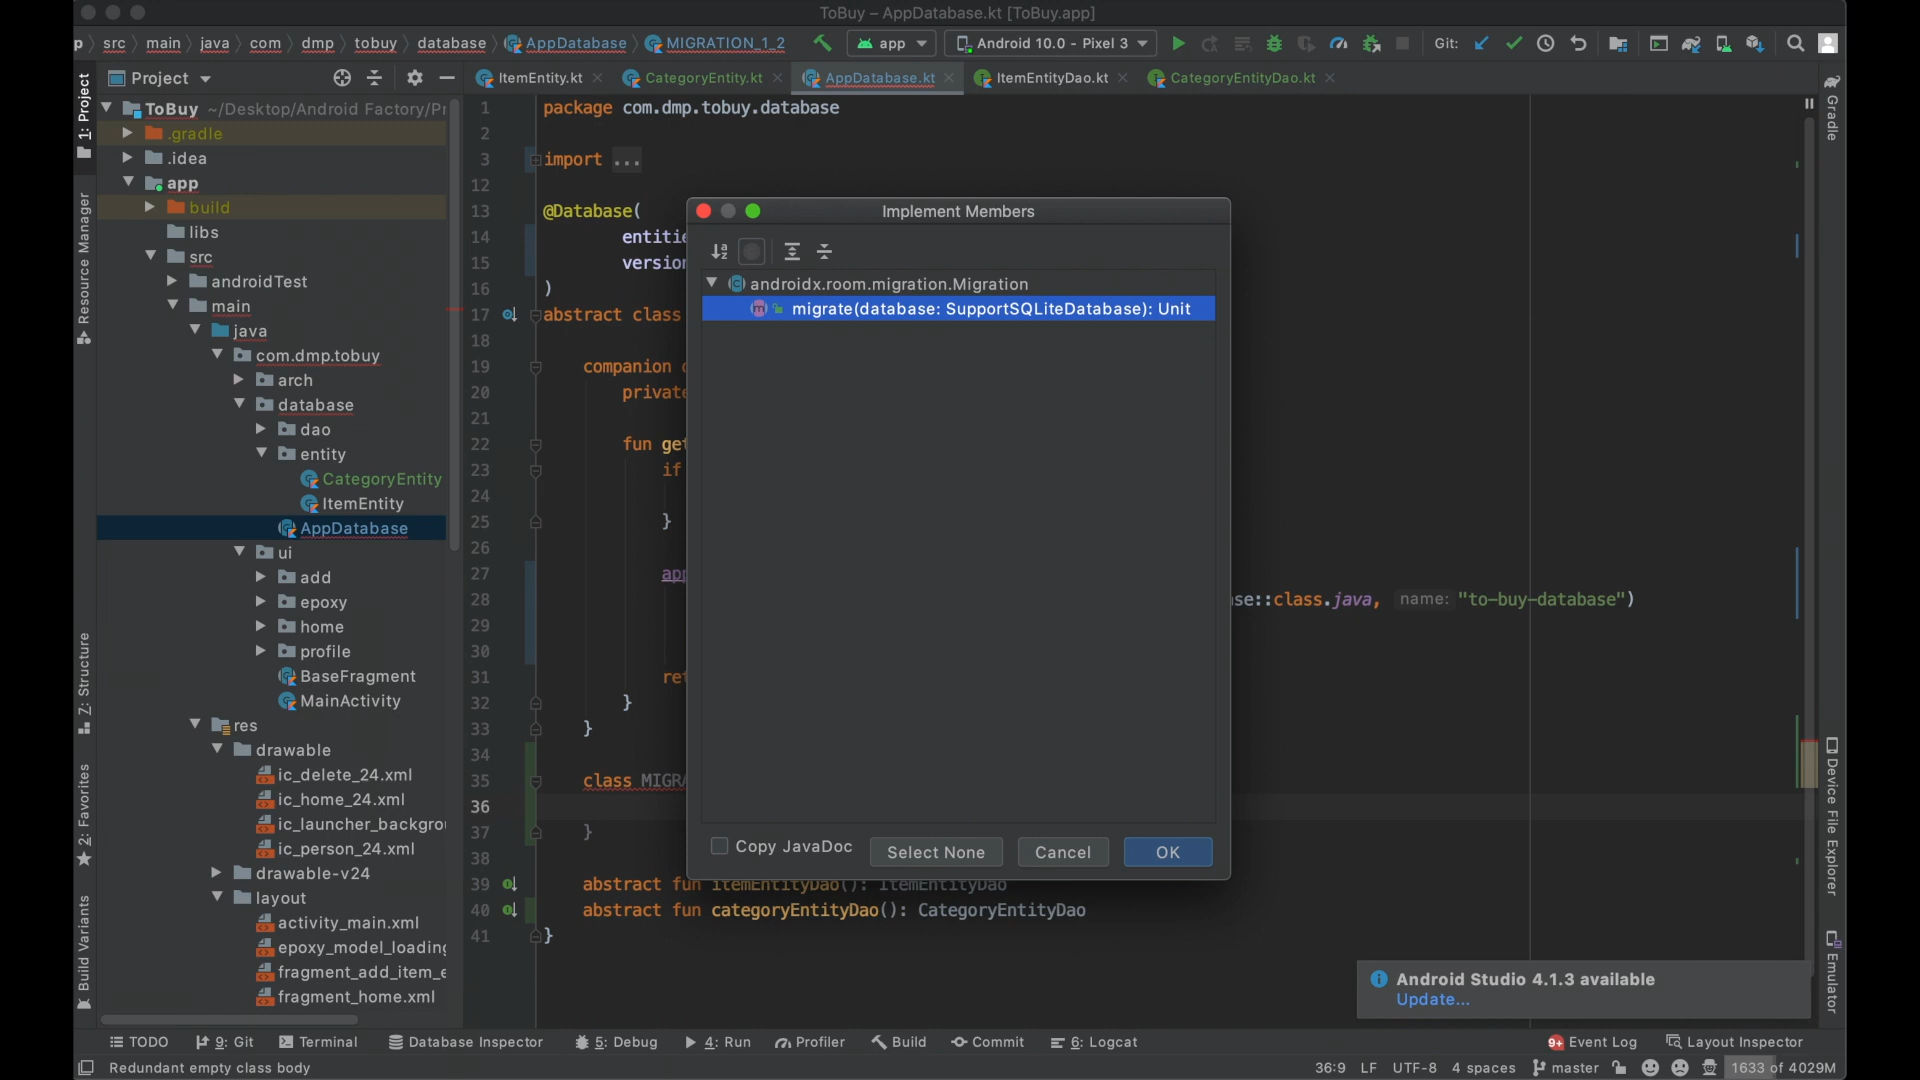 ToBuy – AppDatabase.kt [ToBuy.app]
p src main java com dmp tobuy database AppDatabase MIGRATION_1_2 app Android 10.0 - Pixel 3 Git:
Project
ItemEntity.kt CategoryEntity.kt AppDatabase.kt ItemEntityDao.kt CategoryEntityDao.kt
1: Project
Resource Manager
Z: Structure
2: Favorites
Build Variants
ToBuy ~/Desktop/Android Factory/Pr
.gradle
.idea
app
build
libs
src
androidTest
main
java
com.dmp.tobuy
arch
database
dao
entity
CategoryEntity
ItemEntity
AppDatabase
ui
add
epoxy
home
profile
BaseFragment
MainActivity
res
drawable
ic_delete_24.xml
ic_home_24.xml
ic_launcher_backgrou
ic_person_24.xml
drawable-v24
layout
activity_main.xml
epoxy_model_loading
fragment_add_item_e
fragment_home.xml
1 package com.dmp.tobuy.database
2
3 import ...
12
13 @Database(
14 entitie
15 version
16 )
17 abstract class
18
19 companion o
20 private
21
22 fun get
23 if
24
25 }
26
27 app
28 ase::class.java, name: "to-buy-database")
29
30
31 ret
32 }
33 }
34
35 class MIGRA
36
37 }
38
39 abstract fun itemEntityDao(): ItemEntityDao
40 abstract fun categoryEntityDao(): CategoryEntityDao
41 }
Implement Members
androidx.room.migration.Migration
migrate(database: SupportSQLiteDatabase): Unit
Copy JavaDoc Select None Cancel OK
Gradle
Device File Explorer
Emulator
Android Studio 4.1.3 available
Update...
TODO 9: Git Terminal Database Inspector 5: Debug 4: Run Profiler Build Commit 6: Logcat 9+ Event Log Layout Inspector
Redundant empty class body 36:9 LF UTF-8 4 spaces master 1633 of 4029M